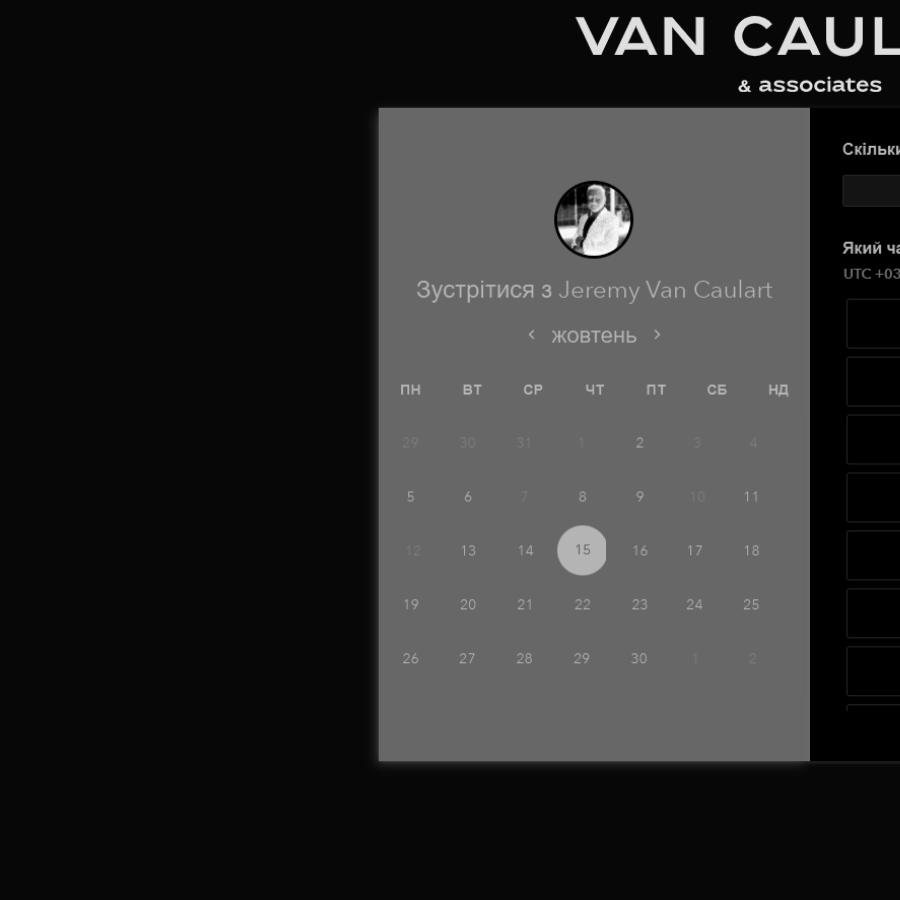 VAN CAUL
& associates
Зустрітися з Jeremy Van Caulart
жовтень
ПН ВТ СР ЧТ ПТ СБ НД
29 30 31 1 2 3 4
5 6 7 8 9 10 11
12 13 14 15 16 17 18
19 20 21 22 23 24 25
26 27 28 29 30 1 2
Скільки
Який ча
UTC +03